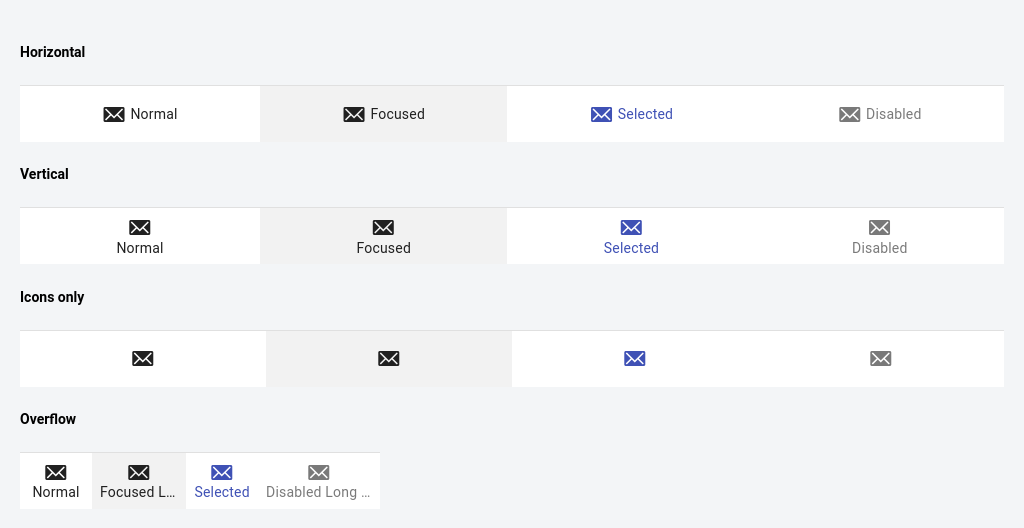 Horizontal
Normal Focused Selected Disabled
Vertical
Normal Focused Selected Disabled
Icons only
Overflow
Normal Focused L... Selected Disabled Long ...